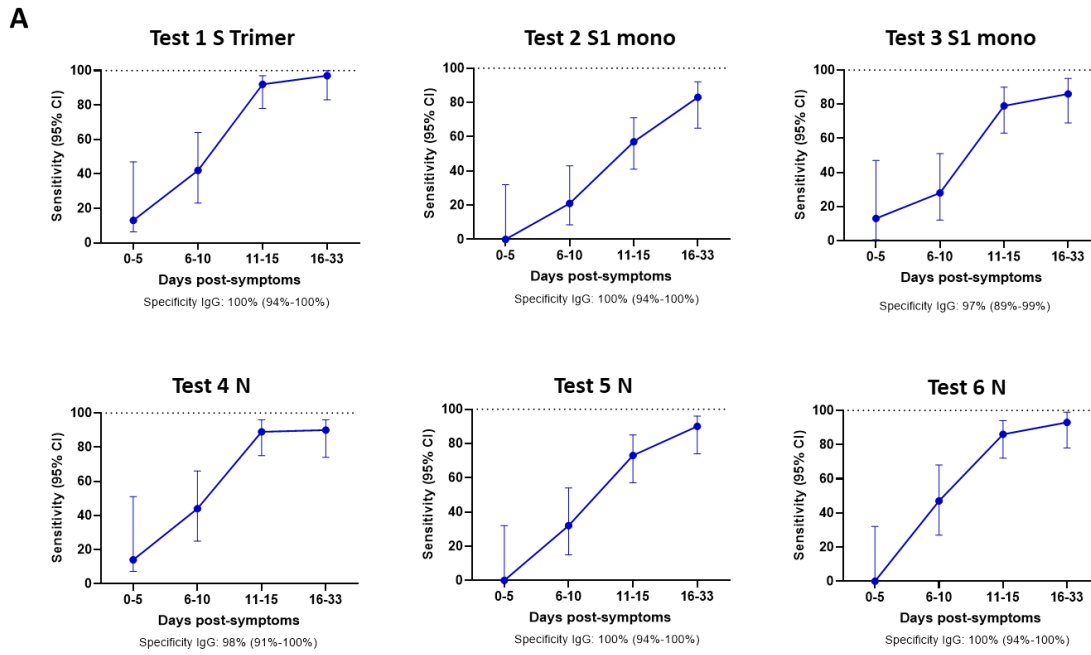 A
Test 1 S Trimer
Sensitivity (95% CI)
100
80
60
40
20
0
0-5 6-10 11-15 16-33
Days post-symptoms
Specificity IgG: 100% (94%-100%)
Test 2 S1 mono
Sensitivity (95% CI)
100
80
60
40
20
0
0-5 6-10 11-15 16-33
Days post-symptoms
Specificity IgG: 100% (94%-100%)
Test 3 S1 mono
Sensitivity (95% CI)
100
80
60
40
20
0
0-5 6-10 11-15 16-33
Days post-symptoms
Specificity IgG: 97% (89%-99%)
Test 4 N
Sensitivity (95% CI)
100
80
60
40
20
0
0-5 6-10 11-15 16-33
Days post-symptoms
Specificity IgG: 98% (91%-100%)
Test 5 N
Sensitivity (95% CI)
100
80
60
40
20
0
0-5 6-10 11-15 16-33
Days post-symptoms
Specificity IgG: 100% (94%-100%)
Test 6 N
Sensitivity (95% CI)
100
80
60
40
20
0
0-5 6-10 11-15 16-33
Days post-symptoms
Specificity IgG: 100% (94%-100%)